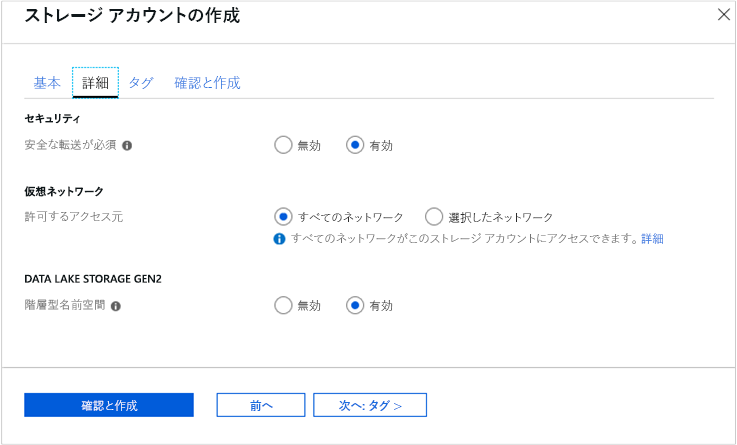 ストレージ アカウントの作成
基本 詳細 タグ 確認と作成
セキュリティ
安全な転送が必須 無効 有効
仮想ネットワーク
許可するアクセス元 すべてのネットワーク 選択したネットワーク
すべてのネットワークがこのストレージ アカウントにアクセスできます。詳細
DATA LAKE STORAGE GEN2
階層型名前空間 無効 有効
確認と作成 前へ 次へ: タグ >